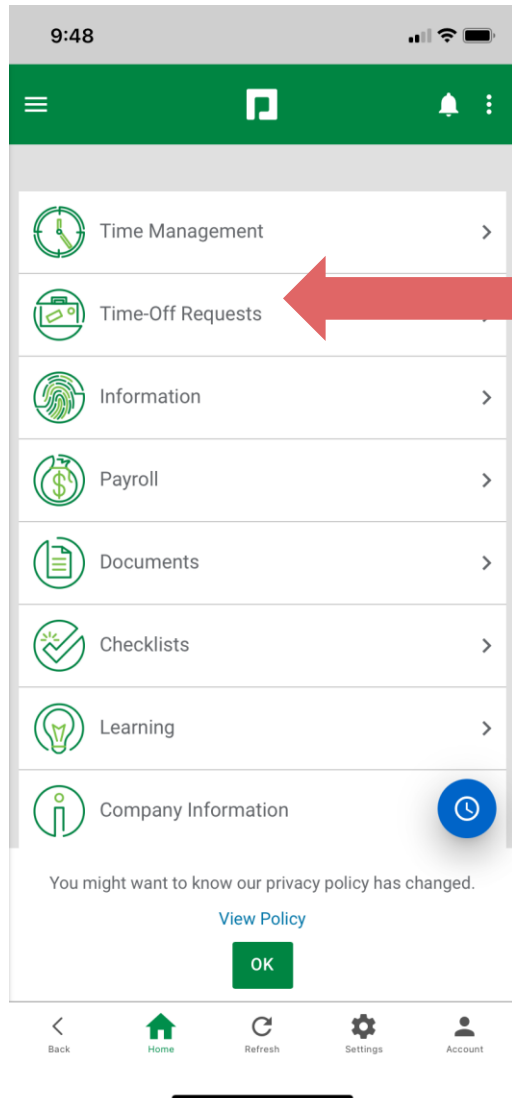 9:48
Time Management
Time-Off Requests
Information
Payroll
Documents
Checklists
Learning
Company Information
You might want to know our privacy policy has changed.
View Policy
OK
Back Home Refresh Settings Account